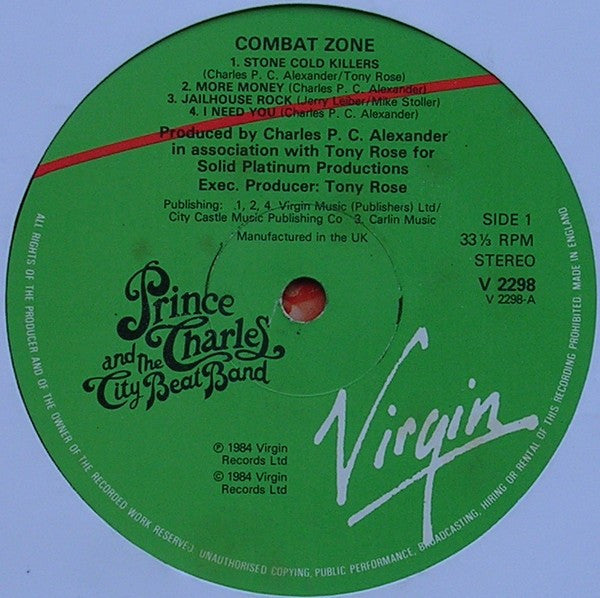 COMBAT ZONE
1. STONE COLD KILLERS
(Charles P. C. Alexander/Tony Rose)
2. MORE MONEY (Charles P. C. Alexander)
3. JAILHOUSE ROCK (Jerry Leiber/Mike Stoller)
4. I NEED YOU (Charles P. C. Alexander)
Produced by Charles P. C. Alexander
in association with Tony Rose for
Solid Platinum Productions
Exec. Producer: Tony Rose
Publishing: .1, 2, 4. Virgin Music (Publishers) Ltd/
City Castle Music Publishing Co 3. Carlin Music
Manufactured in the UK
SIDE 1
33⅓ RPM
STEREO
V 2298
V 2298-A
Prince
Charles
and the
City Beat Band
Virgin
℗ 1984 Virgin
Records Ltd
© 1984 Virgin
Records Ltd
ALL RIGHTS OF THE PRODUCER AND OF THE OWNER OF THE RECORDED WORK RESERVED. UNAUTHORISED COPYING, PUBLIC PERFORMANCE, BROADCASTING, HIRING OR RENTAL OF THIS RECORDING PROHIBITED. MADE IN ENGLAND